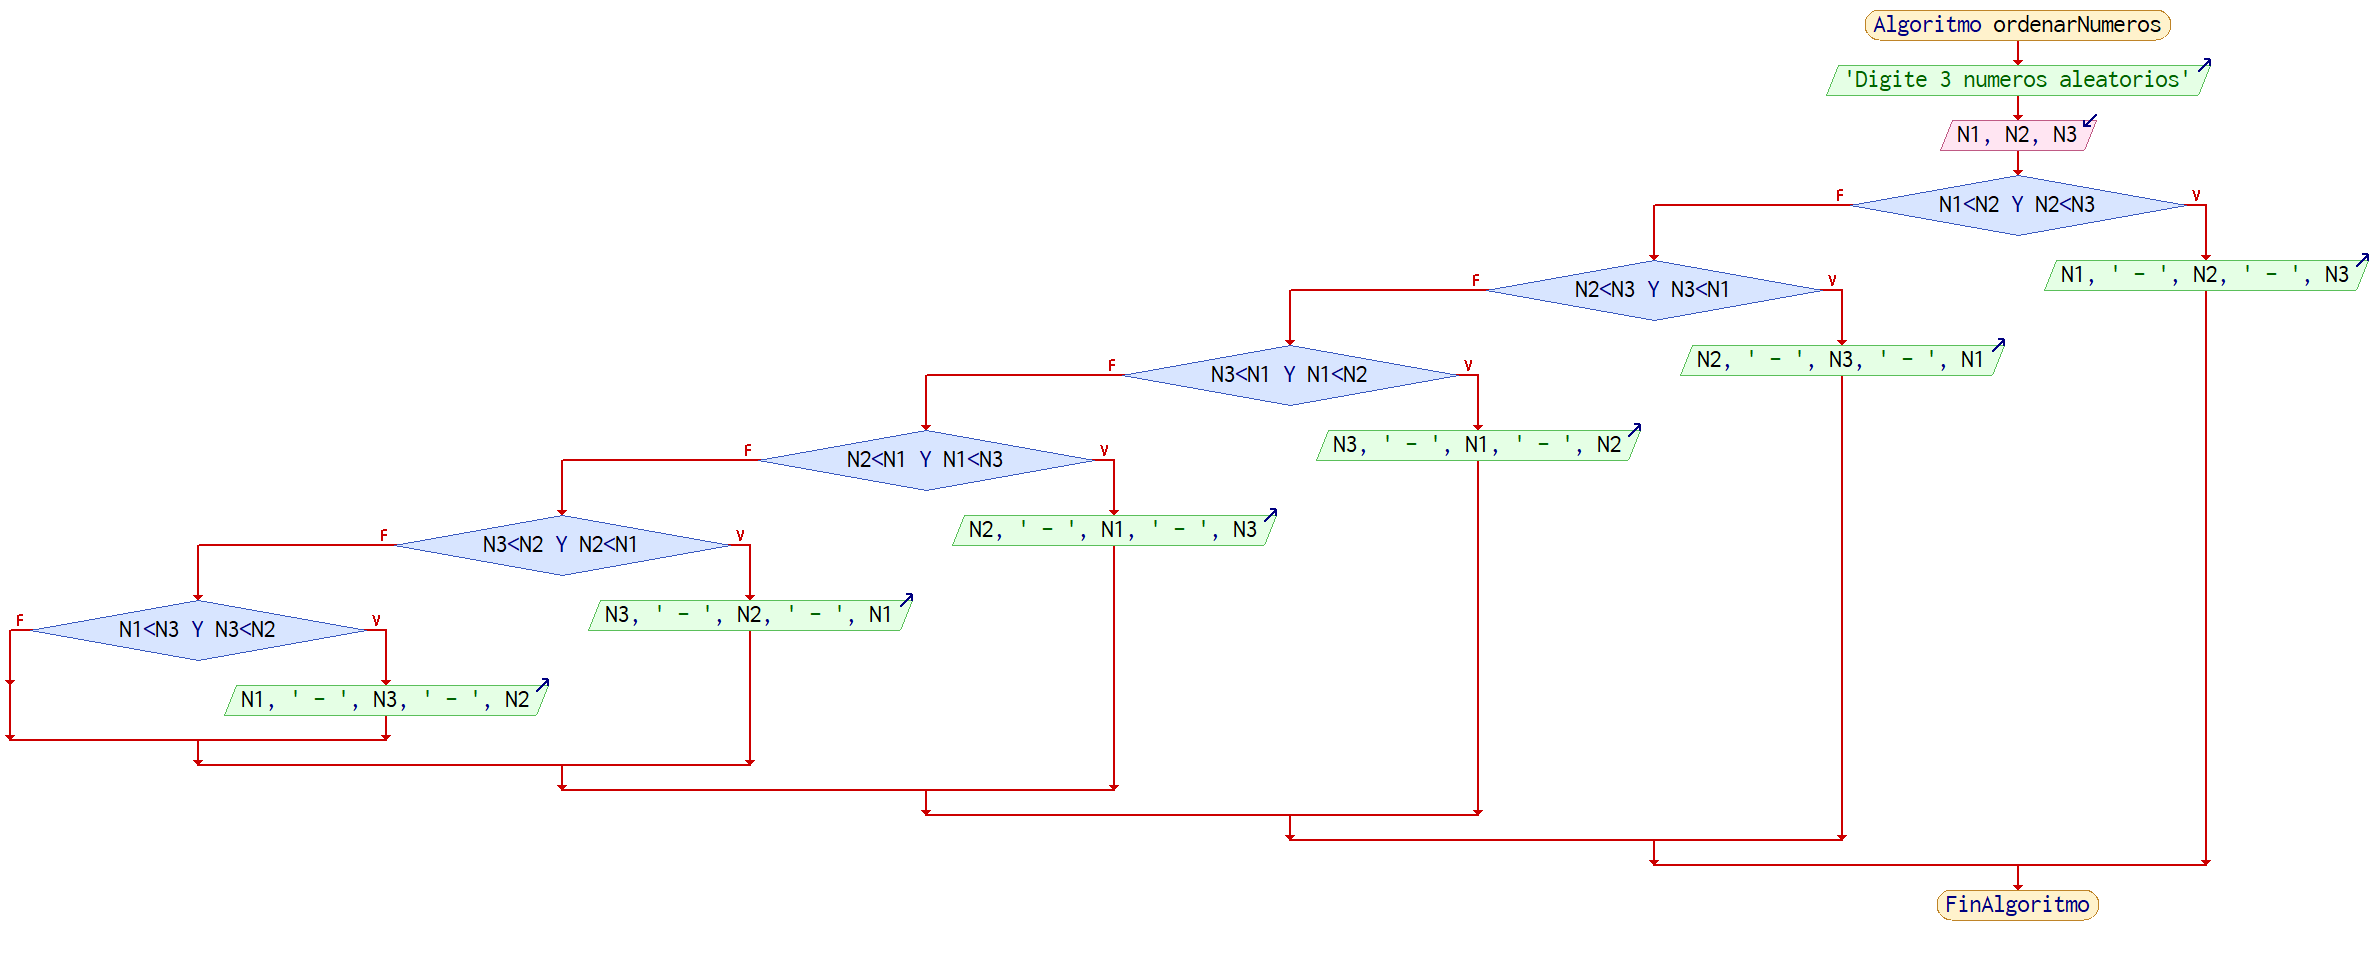 Algoritmo ordenarNumeros
'Digite 3 numeros aleatorios'
N1, N2, N3
F
V
N1<N2 Y N2<N3
N1, ' - ', N2, ' - ', N3
F
V
N2<N3 Y N3<N1
N2, ' - ', N3, ' - ', N1
F
V
N3<N1 Y N1<N2
N3, ' - ', N1, ' - ', N2
F
V
N2<N1 Y N1<N3
N2, ' - ', N1, ' - ', N3
F
V
N3<N2 Y N2<N1
N3, ' - ', N2, ' - ', N1
F
V
N1<N3 Y N3<N2
N1, ' - ', N3, ' - ', N2
FinAlgoritmo